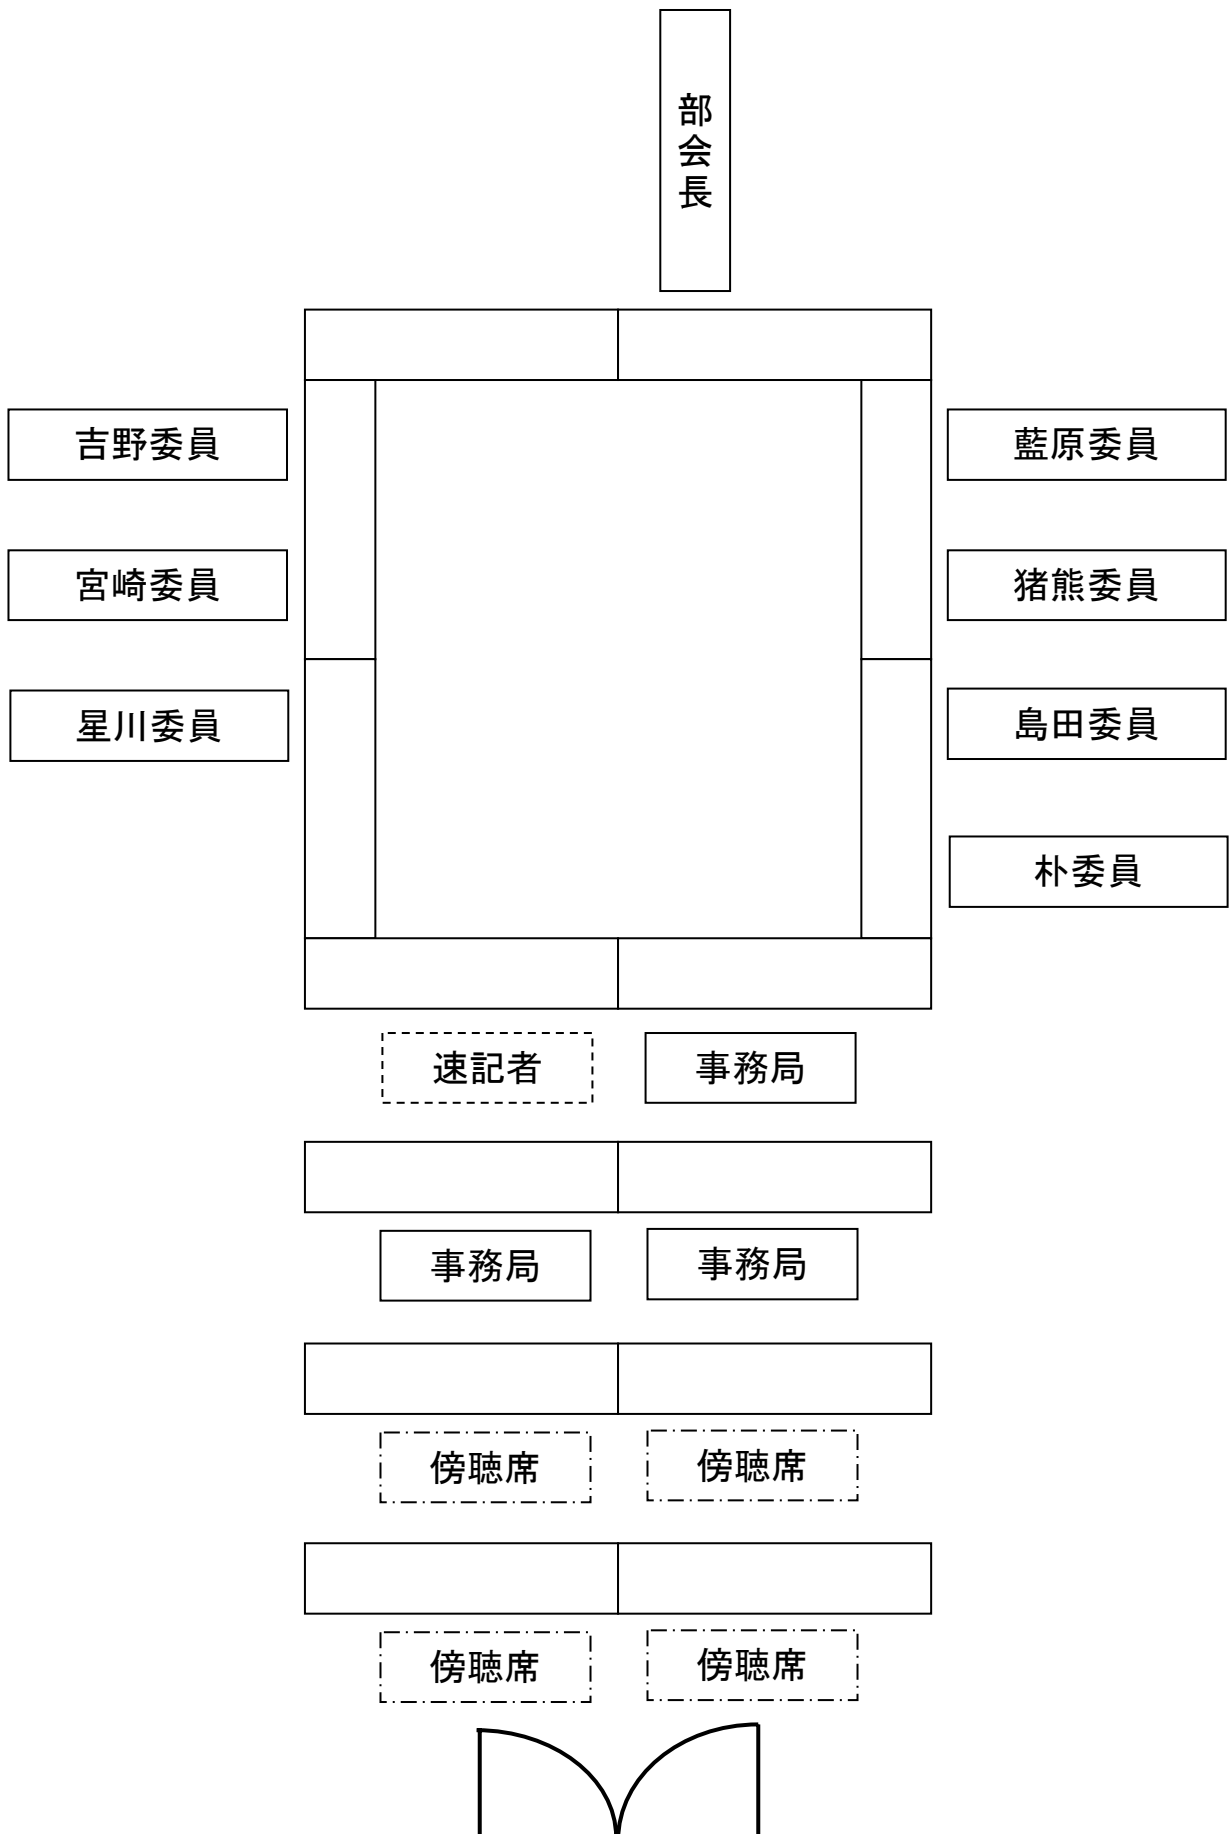 部会長
吉野委員
藍原委員
宮崎委員
猪熊委員
星川委員
島田委員
朴委員
速記者
事務局
事務局
事務局
傍聴席
傍聴席
傍聴席
傍聴席